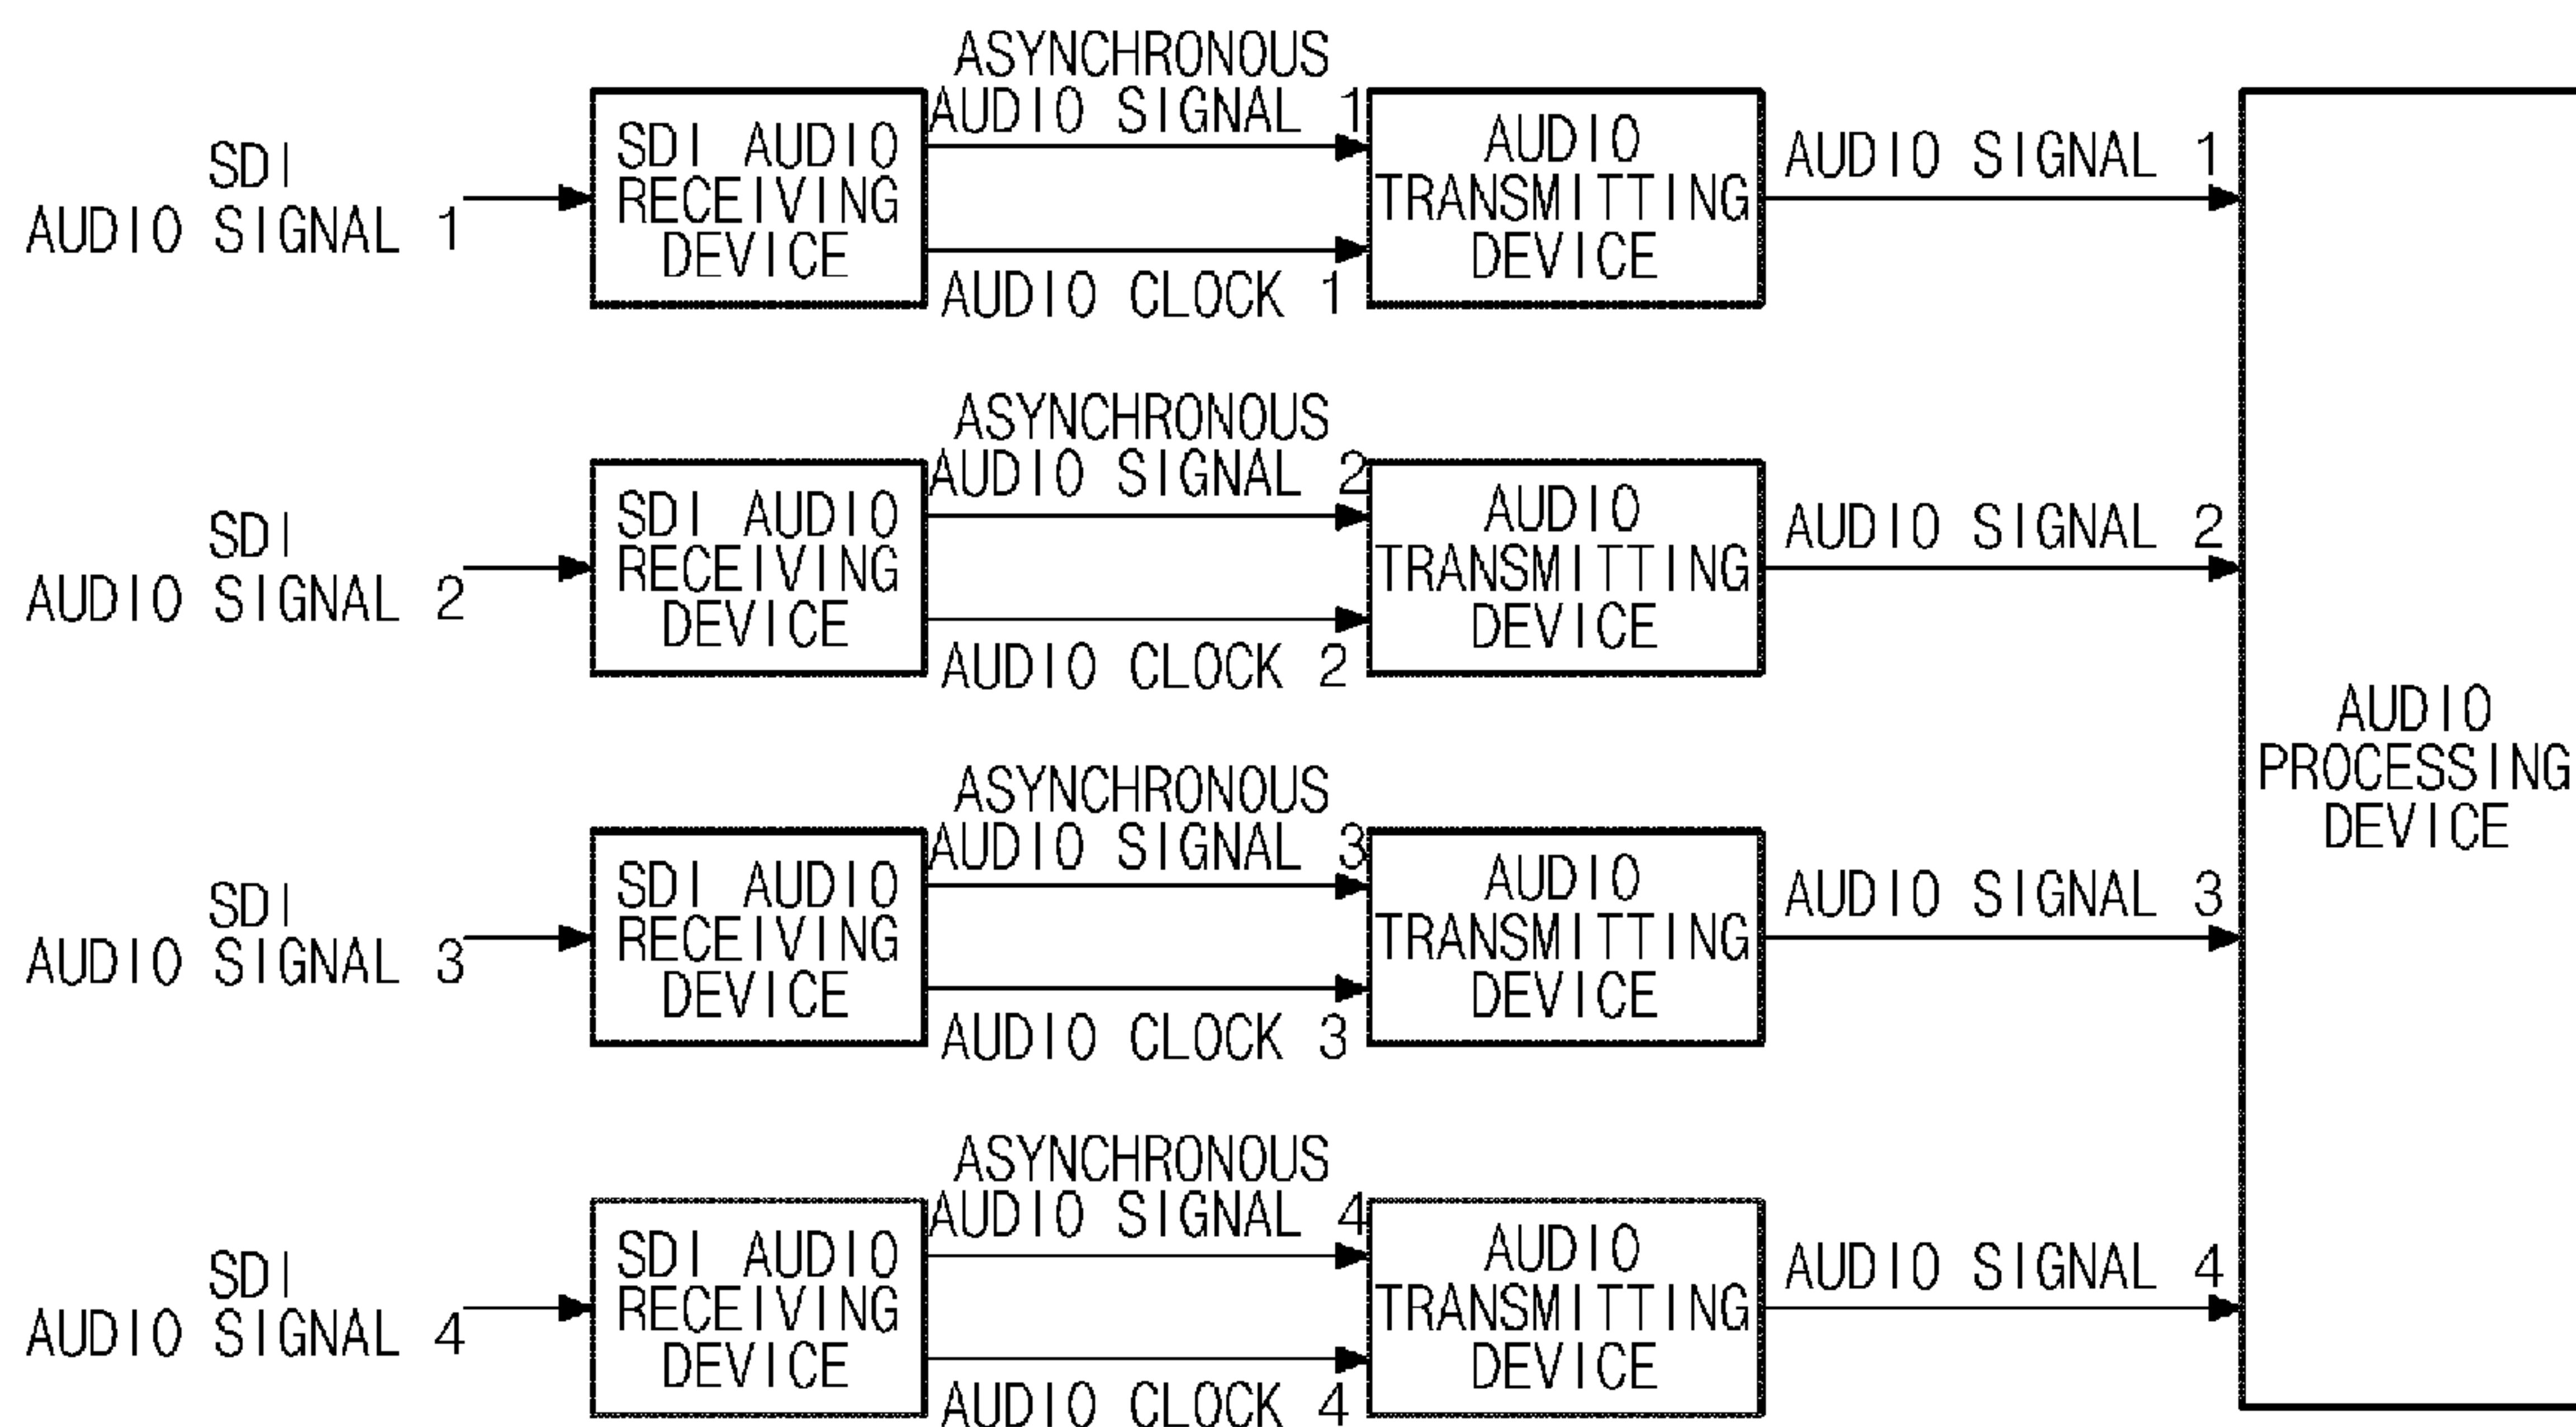 SDI
AUDIO SIGNAL 1
SDI AUDIO
RECEIVING
DEVICE
ASYNCHRONOUS
AUDIO SIGNAL 1
AUDIO CLOCK 1
AUDIO
TRANSMITTING
DEVICE
AUDIO SIGNAL 1
SDI
AUDIO SIGNAL 2
SDI AUDIO
RECEIVING
DEVICE
ASYNCHRONOUS
AUDIO SIGNAL 2
AUDIO CLOCK 2
AUDIO
TRANSMITTING
DEVICE
AUDIO SIGNAL 2
SDI
AUDIO SIGNAL 3
SDI AUDIO
RECEIVING
DEVICE
ASYNCHRONOUS
AUDIO SIGNAL 3
AUDIO CLOCK 3
AUDIO
TRANSMITTING
DEVICE
AUDIO SIGNAL 3
SDI
AUDIO SIGNAL 4
SDI AUDIO
RECEIVING
DEVICE
ASYNCHRONOUS
AUDIO SIGNAL 4
AUDIO CLOCK 4
AUDIO
TRANSMITTING
DEVICE
AUDIO SIGNAL 4
AUDIO
PROCESSING
DEVICE